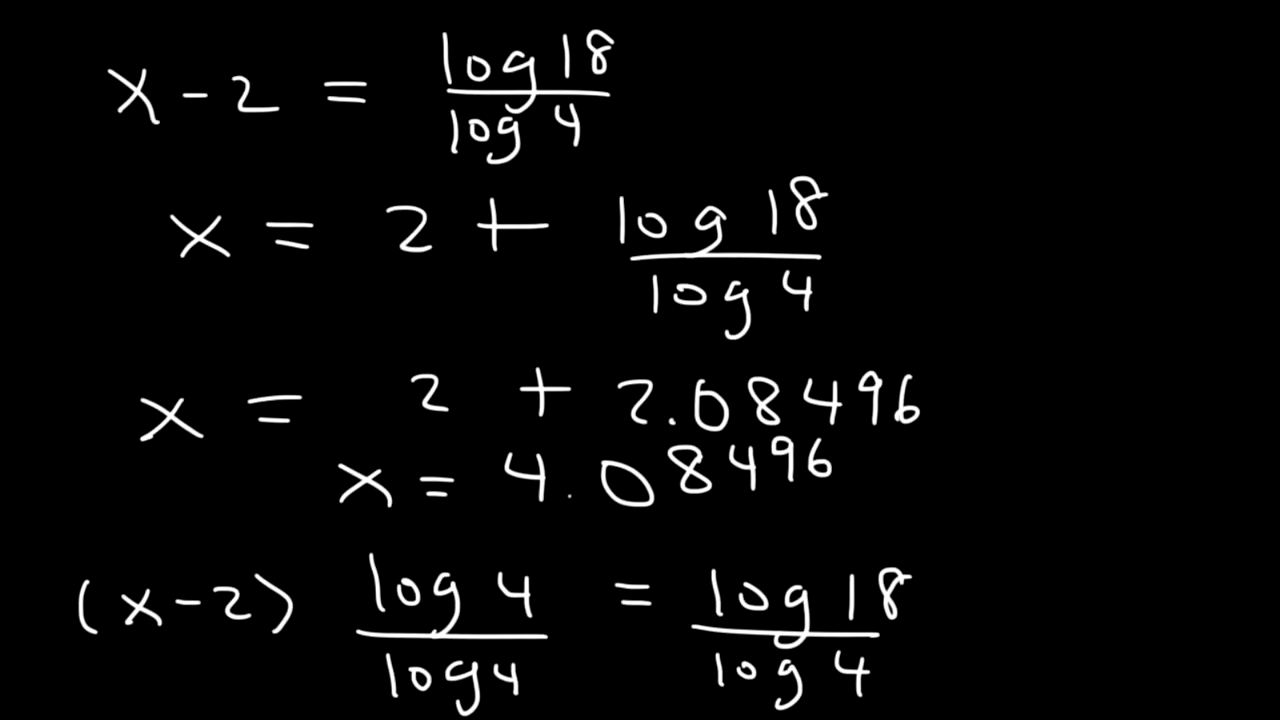 x - 2 = log 18 / log 4
x = 2 + log 18 / log 4
x = 2 + 2.08496
x = 4.08496
(x - 2) log 4 / log 4 = log 18 / log 4